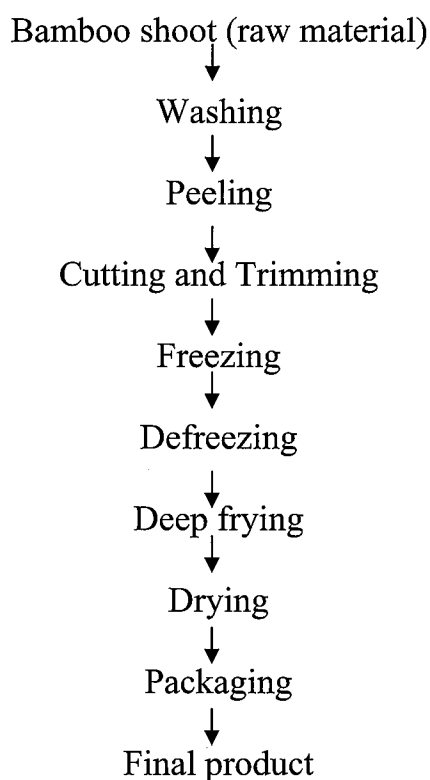 Bamboo shoot (raw material)
Washing
Peeling
Cutting and Trimming
Freezing
Defreezing
Deep frying
Drying
Packaging
Final product